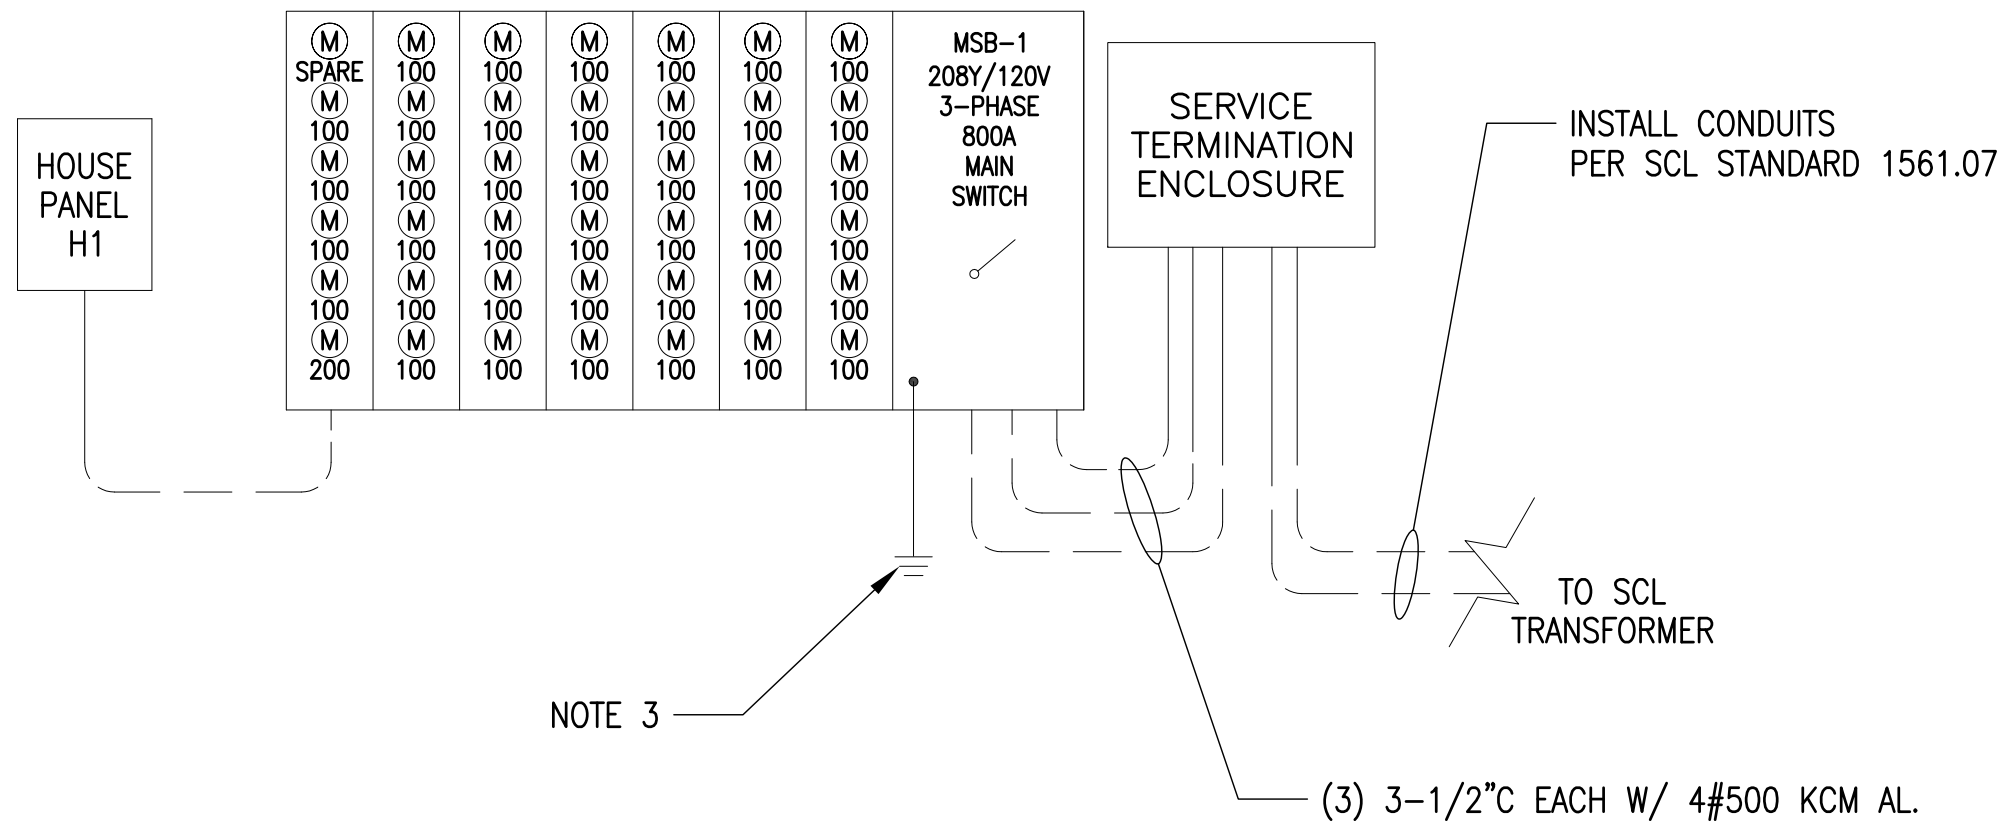 HOUSE
PANEL
H1
M M M M M M M
SPARE 100 100 100 100 100 100
M M M M M M M
100 100 100 100 100 100 100
M M M M M M M
100 100 100 100 100 100 100
M M M M M M M
100 100 100 100 100 100 100
M M M M M M M
100 100 100 100 100 100 100
M M M M M M M
200 100 100 100 100 100 100
MSB-1
208Y/120V
3-PHASE
800A
MAIN
SWITCH
SERVICE
TERMINATION
ENCLOSURE
INSTALL CONDUITS
PER SCL STANDARD 1561.07
TO SCL
TRANSFORMER
NOTE 3
(3) 3-1/2"C EACH W/ 4#500 KCM AL.